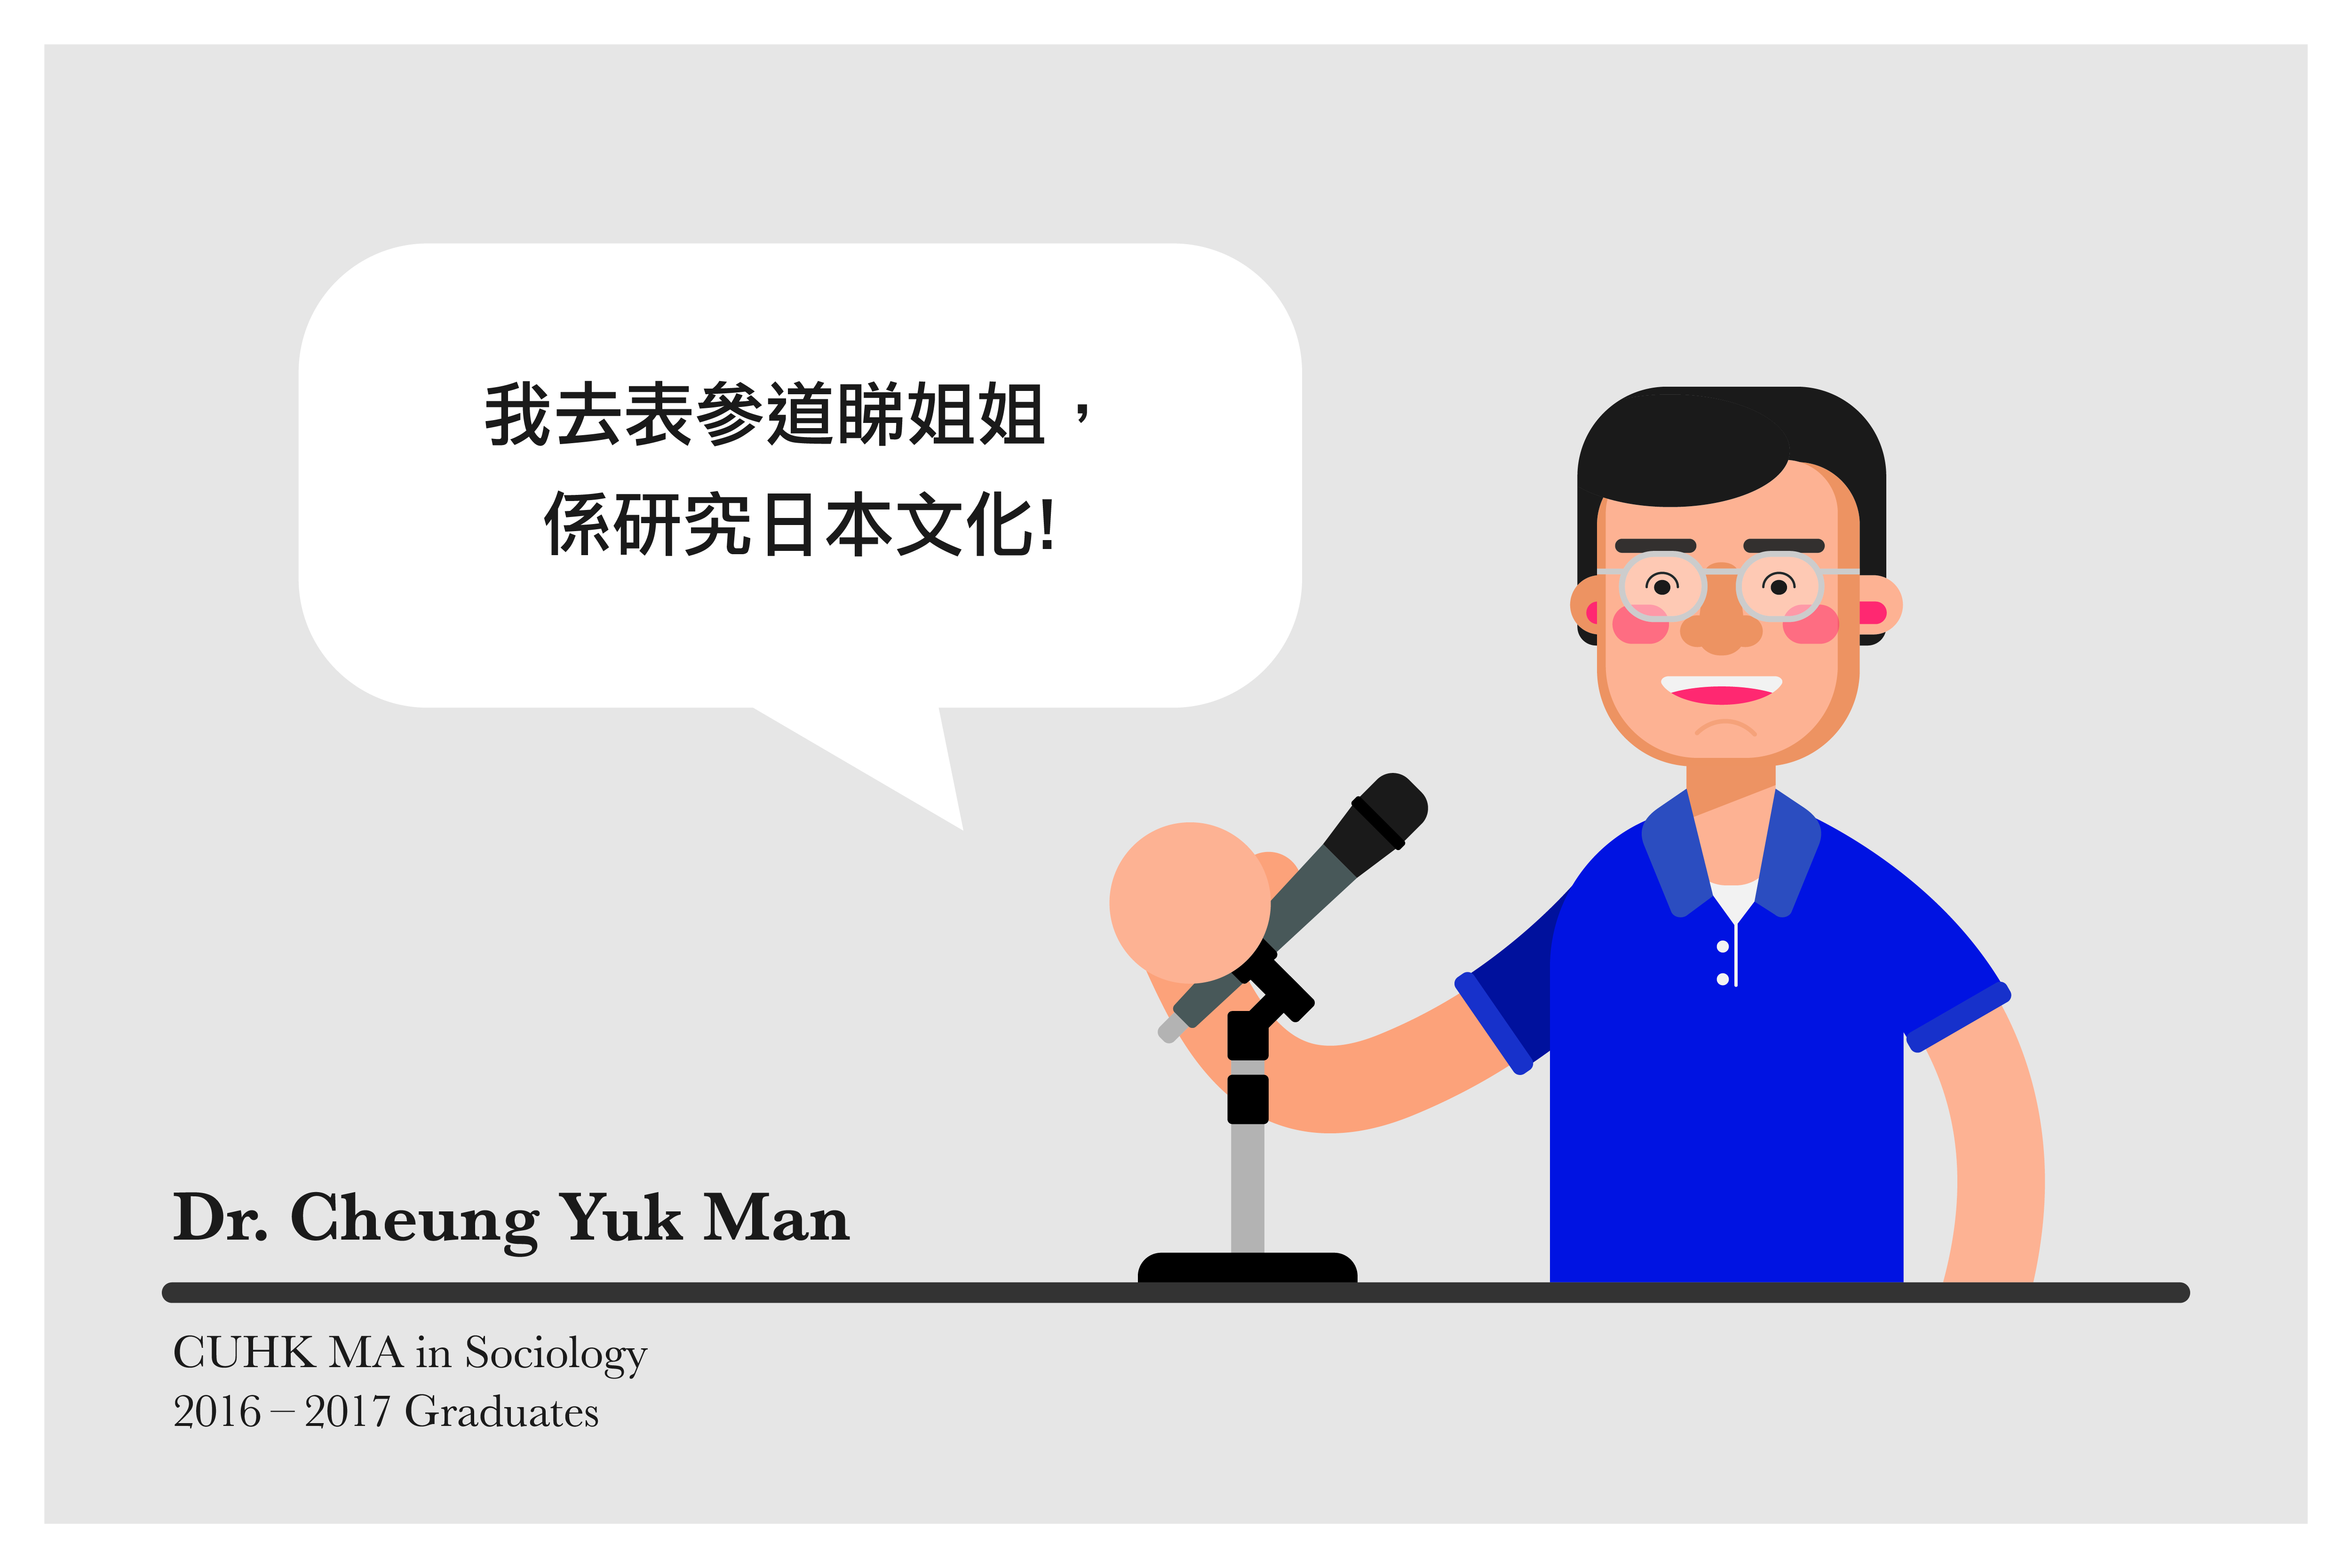 我去表參道睇姐姐，
係研究日本文化!
Dr. Cheung Yuk Man
CUHK MA in Sociology
2016 – 2017 Graduates